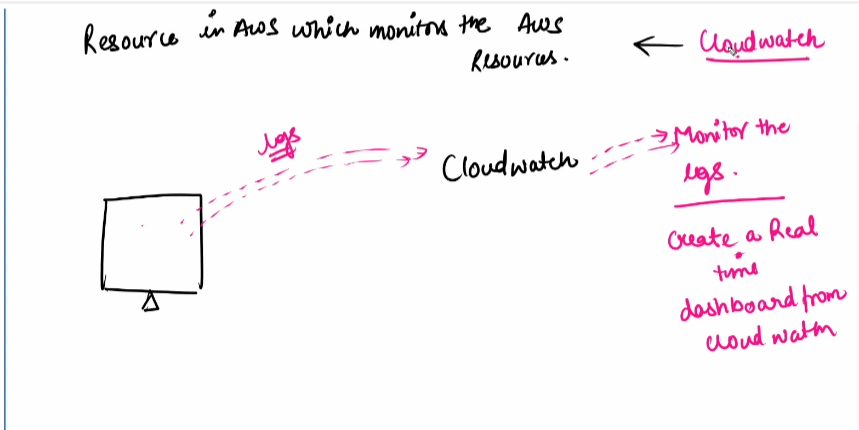 Resource in AWS which monitors the AWS
Resources.
← Cloudwatch
logs
Cloudwatch
Monitor the
logs.
Create a Real
time
dashboard from
cloud watch